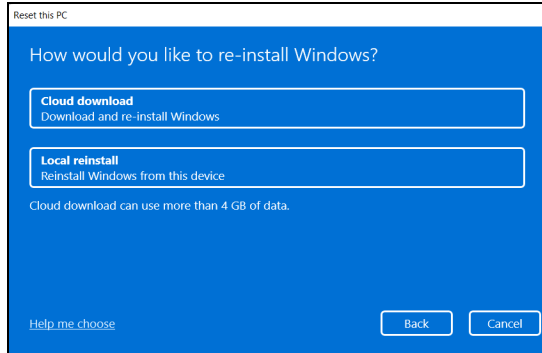 Reset this PC
How would you like to re-install Windows?
Cloud download
Download and re-install Windows
Local reinstall
Reinstall Windows from this device
Cloud download can use more than 4 GB of data.
Help me choose
Back
Cancel